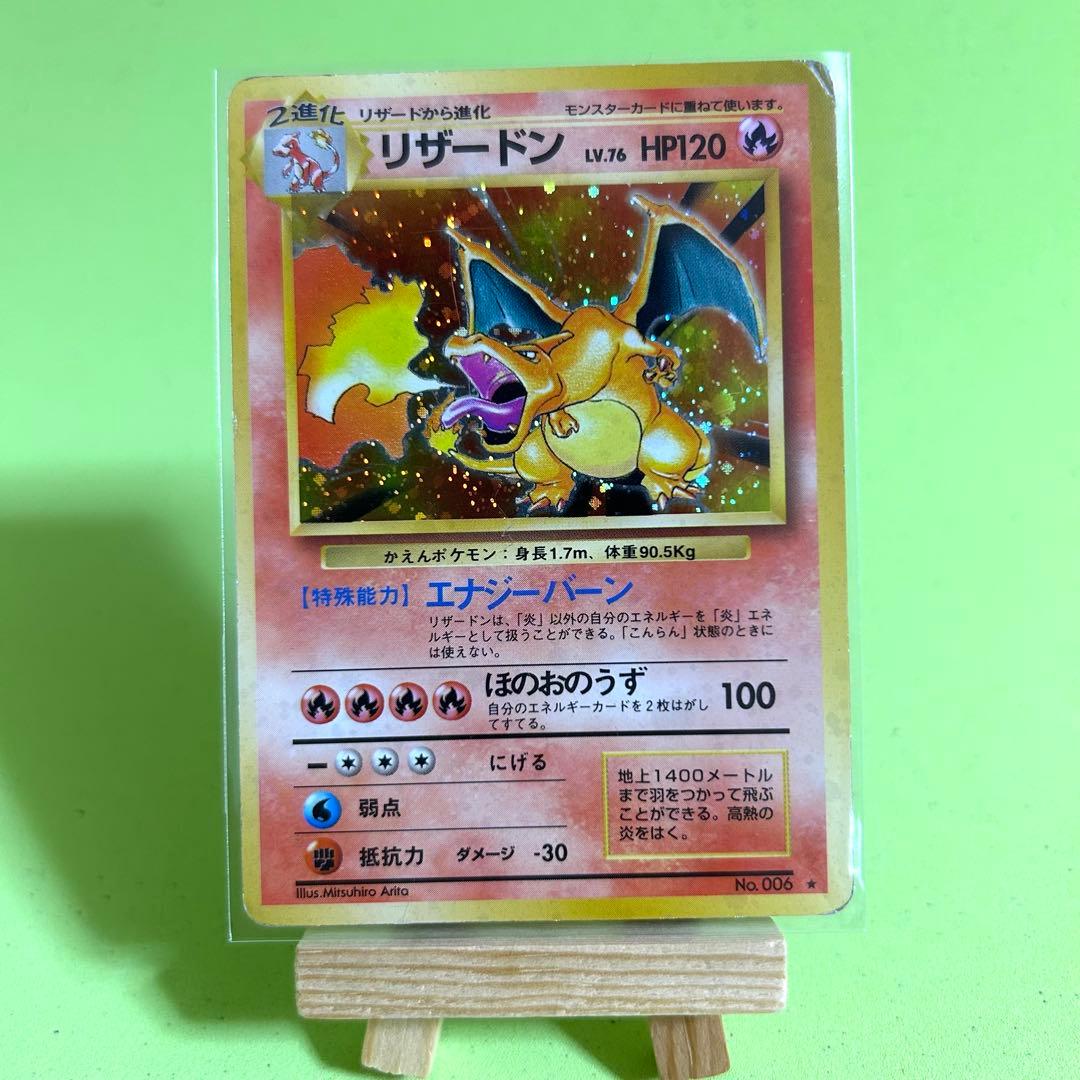 2進化 リザードから進化 モンスターカードに重ねて使います。
リザードン LV.76 HP120
かえんポケモン：身長1.7m、体重90.5Kg
【特殊能力】エナジーバーン
リザードンは、「炎」以外の自分のエネルギーを「炎」エネ
ルギーとして扱うことができる。「こんらん」状態のときに
は使えない。
ほのおのうず 100
自分のエネルギーカードを2枚はがし
てすてる。
にげる
弱点
抵抗力 ダメージ -30
地上1400メートル
まで羽をつかって飛ぶ
ことができる。高熱の
炎をはく。
Illus.Mitsuhiro Arita No. 006 ★